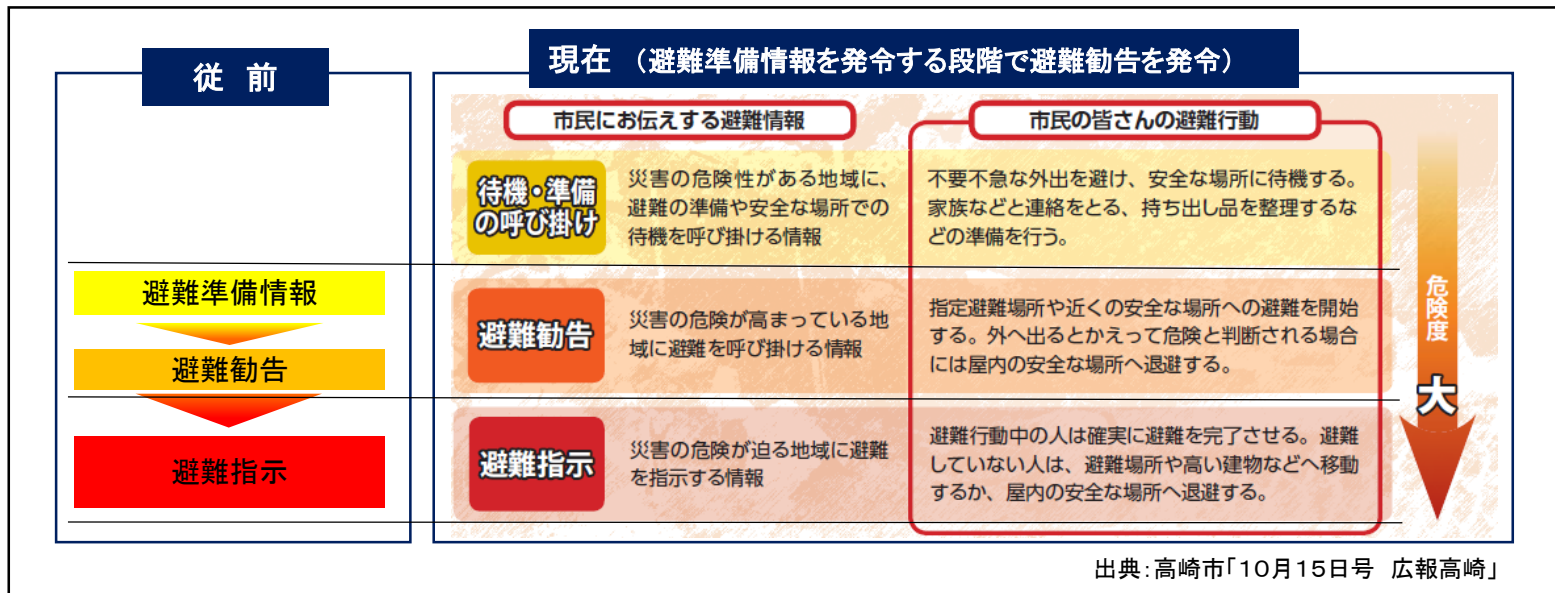 従 前
避難準備情報
避難勧告
避難指示
現在 （避難準備情報を発令する段階で避難勧告を発令）
市民にお伝えする避難情報
市民の皆さんの避難行動
待機・準備
の呼び掛け
災害の危険性がある地域に、
避難の準備や安全な場所での
待機を呼び掛ける情報
不要不急な外出を避け、安全な場所に待機する。
家族などと連絡をとる、持ち出し品を整理するな
どの準備を行う。
避難勧告
災害の危険が高まっている地
域に避難を呼び掛ける情報
指定避難場所や近くの安全な場所への避難を開始
する。外へ出るとかえって危険と判断される場合
には屋内の安全な場所へ退避する。
避難指示
災害の危険が迫る地域に避難
を指示する情報
避難行動中の人は確実に避難を完了させる。避難
していない人は、避難場所や高い建物などへ移動
するか、屋内の安全な場所へ退避する。
危険度
大
出典：高崎市「１０月１５日号 広報高崎」